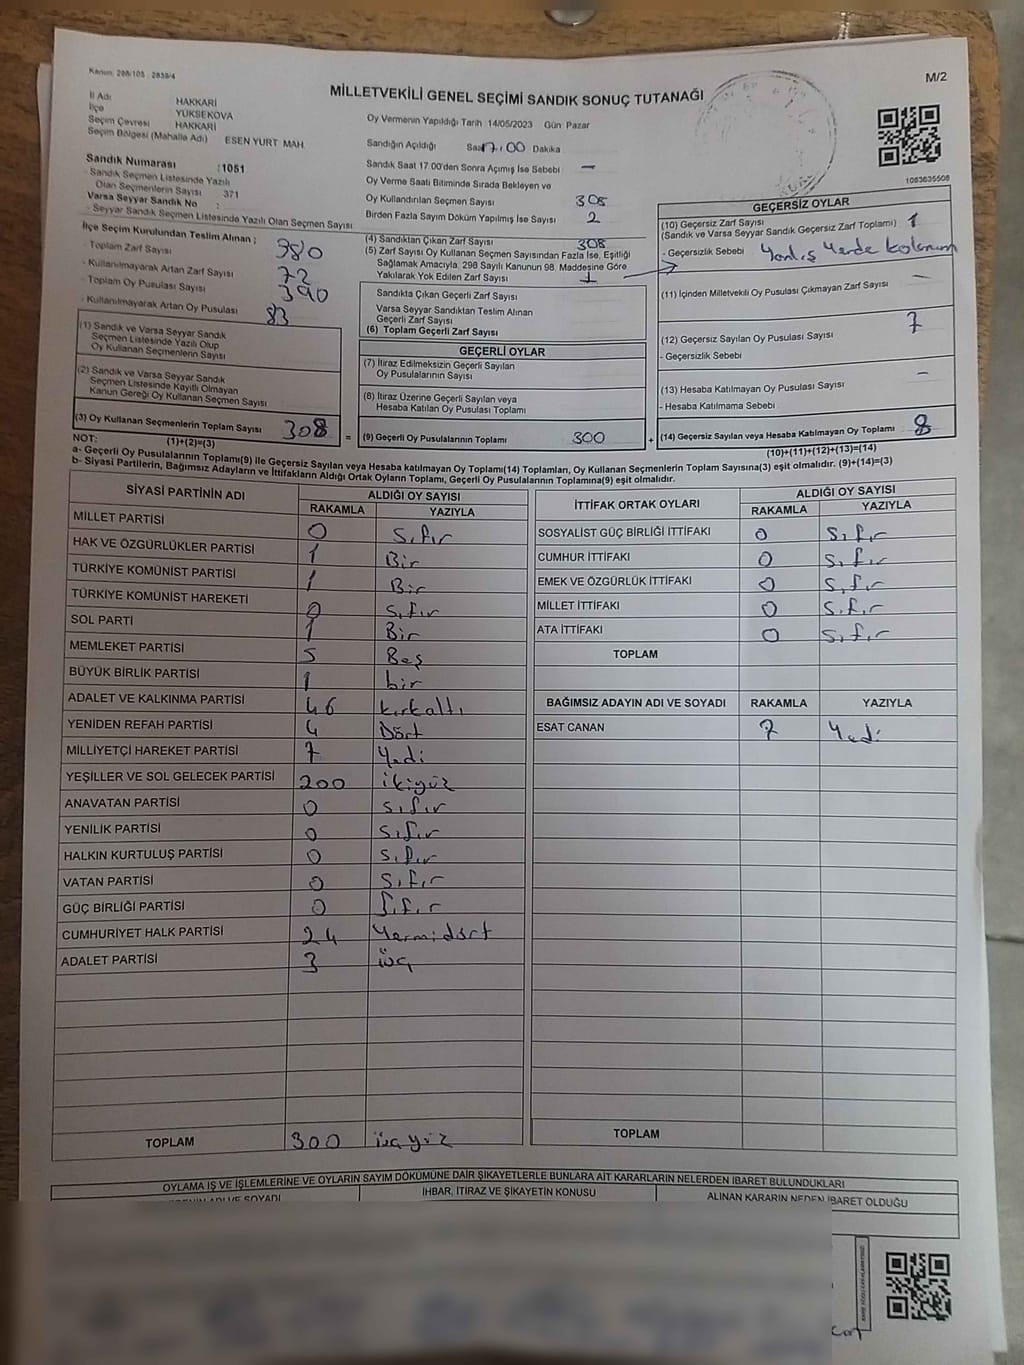 Kanun: 298/105 - 2839/4
M/2
MİLLETVEKİLİ GENEL SEÇİMİ SANDIK SONUÇ TUTANAĞI
İl Adı HAKKARİ
İlçe YÜKSEKOVA
Seçim Çevresi HAKKARİ
Seçim Bölgesi (Mahalle Adı) ESEN YURT MAH.
Sandık Numarası :1051
- Sandık Seçmen Listesinde Yazılı
Olan Seçmenlerin Sayısı : 371
Varsa Seyyar Sandık No :
- Seyyar Sandık Seçmen Listesinde Yazılı Olan Seçmen Sayısı
İlçe Seçim Kurulundan Teslim Alınan ;
- Toplam Zarf Sayısı 380
- Kullanılmayarak Artan Zarf Sayısı 72
- Toplam Oy Pusulası Sayısı 390
- Kullanılmayarak Artan Oy Pusulası 83
(1) Sandık ve Varsa Seyyar Sandık
Seçmen Listesinde Yazılı Olup
Oy Kullanan Seçmenlerin Sayısı
(2) Sandık ve Varsa Seyyar Sandık
Seçmen Listesinde Kayıtlı Olmayan
Kanun Gereği Oy Kullanan Seçmen Sayısı
(3) Oy Kullanan Seçmenlerin Toplam Sayısı 308 =
(1)+(2)=(3)
Oy Vermenin Yapıldığı Tarih :14/05/2023 Gün: Pazar
Sandığın Açıldığı Saat 17:00 Dakika
Sandık Saat 17.00'den Sonra Açımış İse Sebebi —
Oy Verme Saati Bitiminde Sırada Bekleyen ve
Oy Kullandırılan Seçmen Sayısı 308
Birden Fazla Sayım Döküm Yapılmış İse Sayısı 2
(4) Sandıktan Çıkan Zarf Sayısı 308
(5) Zarf Sayısı Oy Kullanan Seçmen Sayısından Fazla İse, Eşitliği
Sağlamak Amacıyla, 298 Sayılı Kanunun 98. Maddesine Göre
Yakılarak Yok Edilen Zarf Sayısı
Sandıkta Çıkan Geçerli Zarf Sayısı
Varsa Seyyar Sandıktan Teslim Alınan
Geçerli Zarf Sayısı
(6) Toplam Geçerli Zarf Sayısı
GEÇERLİ OYLAR
(7) İtiraz Edilmeksizin Geçerli Sayılan
Oy Pusulalarının Sayısı
(8) İtiraz Üzerine Geçerli Sayılan veya
Hesaba Katılan Oy Pusulası Toplamı
(9) Geçerli Oy Pusulalarının Toplamı 300 +
1083635508
GEÇERSİZ OYLAR
(10) Geçersiz Zarf Sayısı 1
(Sandık ve Varsa Seyyar Sandık Geçersiz Zarf Toplamı)
- Geçersizlik Sebebi Yanlış Yerde
(11) İçinden Milletvekili Oy Pusulası Çıkmayan Zarf Sayısı —
(12) Geçersiz Sayılan Oy Pusulası Sayısı 7
- Geçersizlik Sebebi
(13) Hesaba Katılmayan Oy Pusulası Sayısı —
- Hesaba Katılmama Sebebi
(14) Geçersiz Sayılan veya Hesaba Katılmayan Oy Toplamı 8
(10)+(11)+(12)+(13)=(14)
NOT:
a- Geçerli Oy Pusulasının Toplamı(9) ile Geçersiz Sayılan veya Hesaba katılmayan Oy Toplamı(14) Toplamları, Oy Kullanan Seçmenlerin Toplam Sayısına(3) eşit olmalıdır. (9)+(14)=(3)
b- Siyasi Partilerin, Bağımsız Adayların ve İttifakların Aldığı Ortak Oyların Toplamı, Geçerli Oy Pusulalarının Toplamına(9) eşit olmalıdır.
SİYASİ PARTİNİN ADI ALDIĞI OY SAYISI
RAKAMLA YAZIYLA
MİLLET PARTİSİ 0 Sıfır
HAK VE ÖZGÜRLÜKLER PARTİSİ 1 Bir
TÜRKİYE KOMÜNİST PARTİSİ 1 Bir
TÜRKİYE KOMÜNİST HAREKETİ 0 Sıfır
SOL PARTİ 1 Bir
MEMLEKET PARTİSİ 5 Beş
BÜYÜK BİRLİK PARTİSİ 1 bir
ADALET VE KALKINMA PARTİSİ 46 kırkaltı
YENİDEN REFAH PARTİSİ 4 Dört
MİLLİYETÇİ HAREKET PARTİSİ 7 Yedi
YEŞİLLER VE SOL GELECEK PARTİSİ 200 ikiyüz
ANAVATAN PARTİSİ 0 sıfır
YENİLİK PARTİSİ 0 sıfır
HALKIN KURTULUŞ PARTİSİ 0 sıfır
VATAN PARTİSİ 0 sıfır
GÜÇ BİRLİĞİ PARTİSİ 0 sıfır
CUMHURİYET HALK PARTİSİ 24 Yermidört
ADALET PARTİSİ 3 üç
TOPLAM 300 üçyüz
İTTİFAK ORTAK OYLARI ALDIĞI OY SAYISI
RAKAMLA YAZIYLA
SOSYALİST GÜÇ BİRLİĞİ İTTİFAKI 0 Sıfır
CUMHUR İTTİFAKI 0 Sıfır
EMEK VE ÖZGÜRLÜK İTTİFAKI 0 Sıfır
MİLLET İTTİFAKI 0 Sıfır
ATA İTTİFAKI 0 Sıfır
TOPLAM
BAĞIMSIZ ADAYIN ADI VE SOYADI RAKAMLA YAZIYLA
ESAT CANAN 7 Yedi
TOPLAM
OYLAMA İŞ VE İŞLEMLERİNE VE OYLARIN SAYIM DÖKÜMÜNE DAİR ŞİKAYETLERLE BUNLARA AİT KARARLARIN NELERDEN İBARET BULUNDUKLARI
ADI VE SOYADI İHBAR, İTİRAZ VE ŞİKAYETİN KONUSU ALINAN KARARIN NEDEN İBARET OLDUĞU